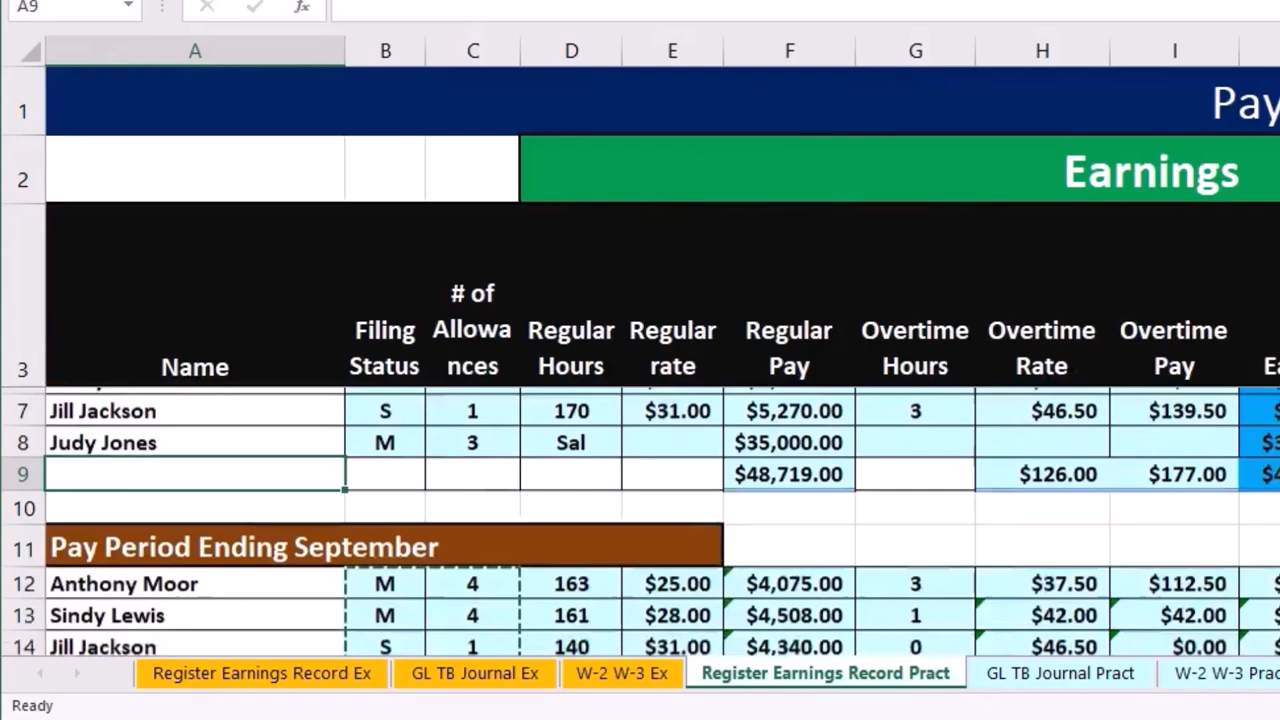 A9
fx
A B C D E F G H I
1 Pay
2 Earnings
3 Name Filing Status # of Allowa nces Regular Hours Regular rate Regular Pay Overtime Hours Overtime Rate Overtime Pay Ea
7 Jill Jackson S 1 170 $31.00 $5,270.00 3 $46.50 $139.50 $
8 Judy Jones M 3 Sal $35,000.00 $3
9 $48,719.00 $126.00 $177.00 $4
10
11 Pay Period Ending September
12 Anthony Moor M 4 163 $25.00 $4,075.00 3 $37.50 $112.50 $
13 Sindy Lewis M 4 161 $28.00 $4,508.00 1 $42.00 $42.00 $
14 Jill Jackson S 1 140 $31.00 $4,340.00 0 $46.50 $0.00 $
Register Earnings Record Ex GL TB Journal Ex W-2 W-3 Ex Register Earnings Record Pract GL TB Journal Pract W-2 W-3 Prac
Ready